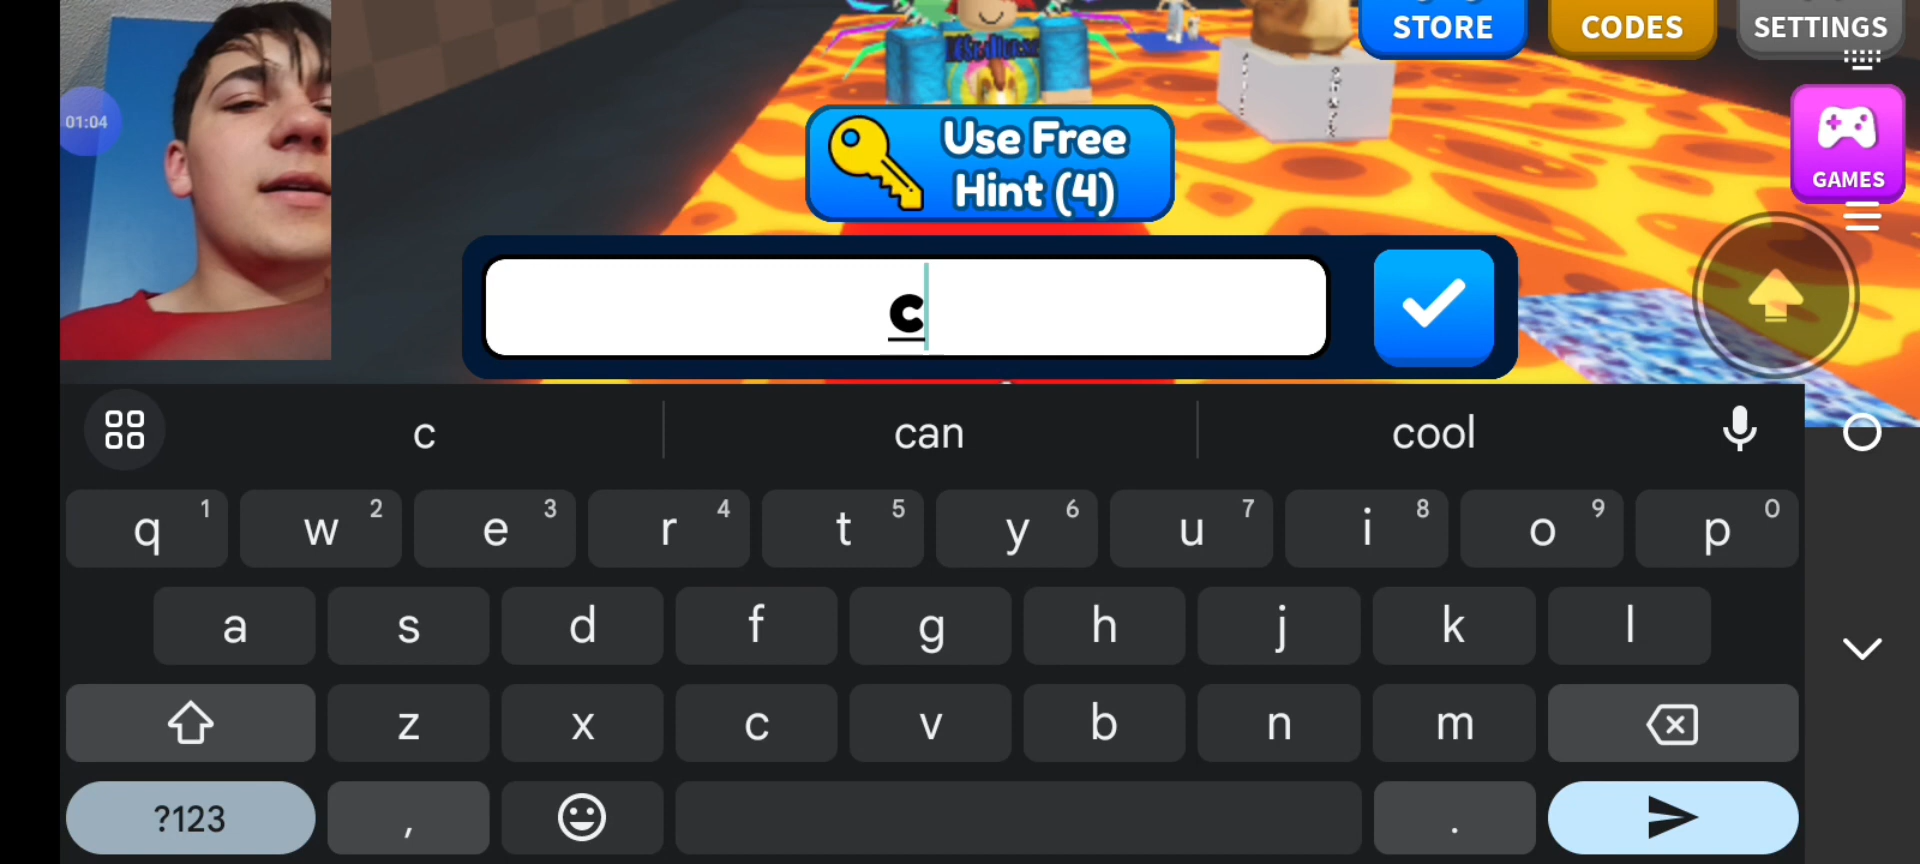 STORE
CODES
SETTINGS
01:04
Use Free
Hint (4)
GAMES
c
c
can
cool
q 1 w 2 e 3 r 4 t 5 y 6 u 7 i 8 o 9 p 0
a s d f g h j k l
z x c v b n m
?123 , .